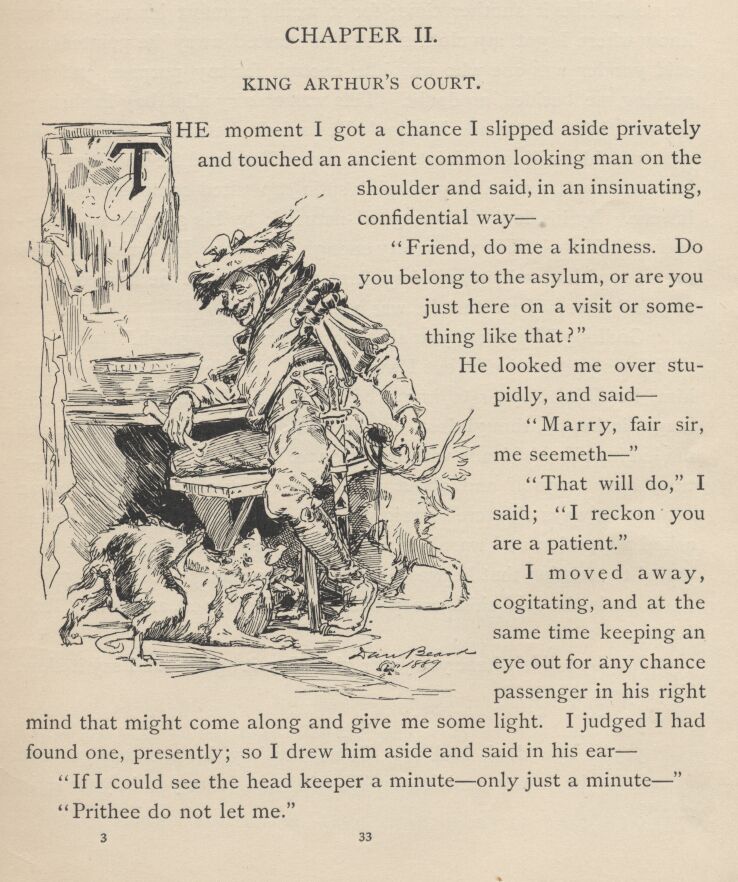 CHAPTER II.
KING ARTHUR'S COURT.
THE moment I got a chance I slipped aside privately
and touched an ancient common looking man on the
shoulder and said, in an insinuating,
confidential way—
"Friend, do me a kindness. Do
you belong to the asylum, or are you
just here on a visit or some-
thing like that?"
He looked me over stu-
pidly, and said—
"Marry, fair sir,
me seemeth—"
"That will do," I
said; "I reckon you
are a patient."
I moved away,
cogitating, and at the
same time keeping an
eye out for any chance
passenger in his right
mind that might come along and give me some light. I judged I had
found one, presently; so I drew him aside and said in his ear—
"If I could see the head keeper a minute—only just a minute—"
"Prithee do not let me."
Dan Beard
1889
3
33